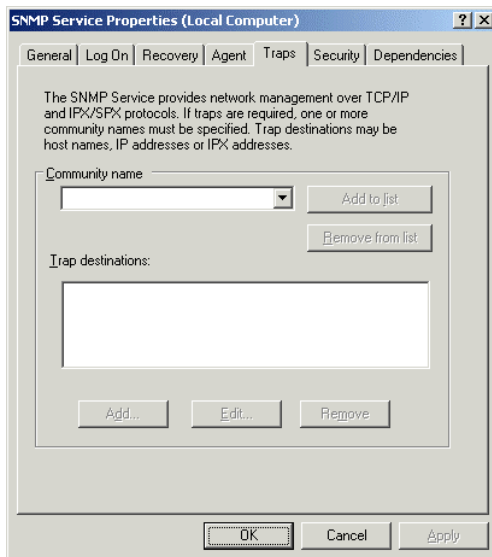 SNMP Service Properties (Local Computer)
General Log On Recovery Agent Traps Security Dependencies
The SNMP Service provides network management over TCP/IP
and IPX/SPX protocols. If traps are required, one or more
community names must be specified. Trap destinations may be
host names, IP addresses or IPX addresses.
Community name
Add to list
Remove from list
Trap destinations:
Add... Edit... Remove
OK Cancel Apply